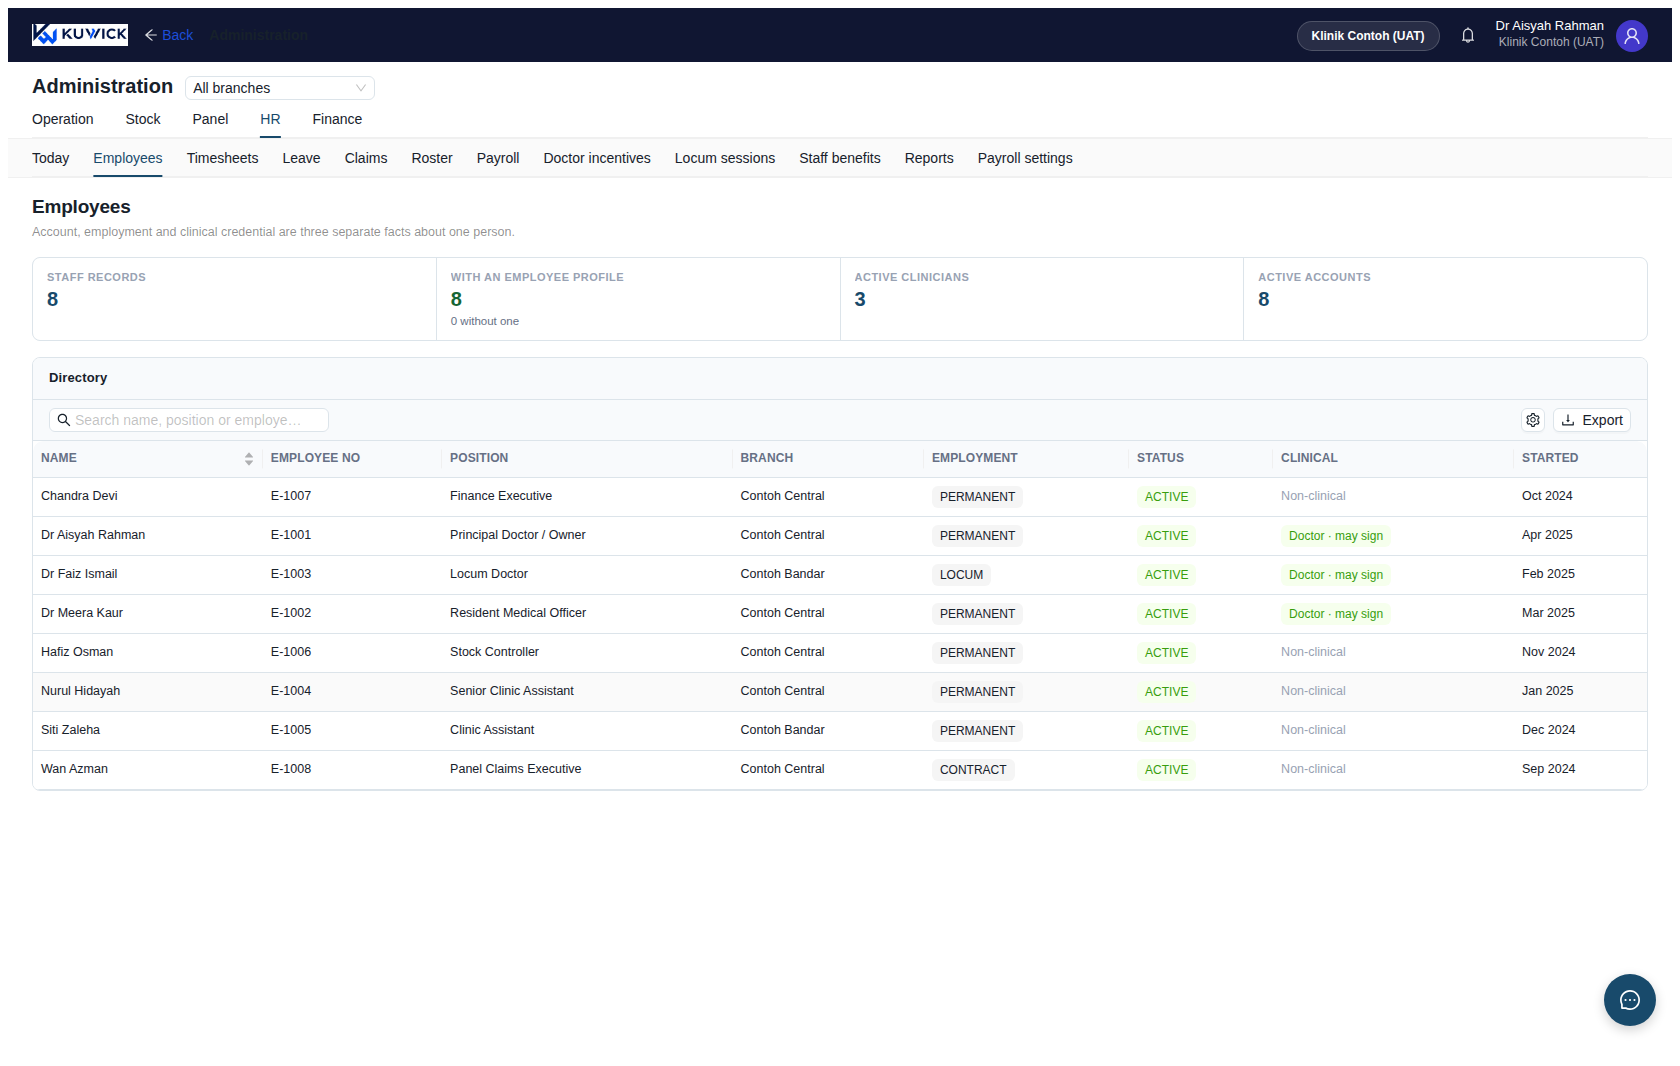 KUWICK Back Administration Klinik Contoh (UAT) Dr Aisyah Rahman
Klinik Contoh (UAT)
Administration All branches
Operation Stock Panel HR Finance
Today Employees Timesheets Leave Claims Roster Payroll Doctor incentives Locum sessions Staff benefits Reports Payroll settings
Employees
Account, employment and clinical credential are three separate facts about one person.
STAFF RECORDS WITH AN EMPLOYEE PROFILE ACTIVE CLINICIANS ACTIVE ACCOUNTS
8 8 3 8
0 without one
Directory
Search name, position or employe… Export
NAME EMPLOYEE NO POSITION BRANCH EMPLOYMENT STATUS CLINICAL STARTED
Chandra Devi E-1007 Finance Executive Contoh Central PERMANENT ACTIVE Non-clinical Oct 2024
Dr Aisyah Rahman E-1001 Principal Doctor / Owner Contoh Central PERMANENT ACTIVE Doctor · may sign Apr 2025
Dr Faiz Ismail E-1003 Locum Doctor Contoh Bandar LOCUM ACTIVE Doctor · may sign Feb 2025
Dr Meera Kaur E-1002 Resident Medical Officer Contoh Central PERMANENT ACTIVE Doctor · may sign Mar 2025
Hafiz Osman E-1006 Stock Controller Contoh Central PERMANENT ACTIVE Non-clinical Nov 2024
Nurul Hidayah E-1004 Senior Clinic Assistant Contoh Central PERMANENT ACTIVE Non-clinical Jan 2025
Siti Zaleha E-1005 Clinic Assistant Contoh Bandar PERMANENT ACTIVE Non-clinical Dec 2024
Wan Azman E-1008 Panel Claims Executive Contoh Central CONTRACT ACTIVE Non-clinical Sep 2024